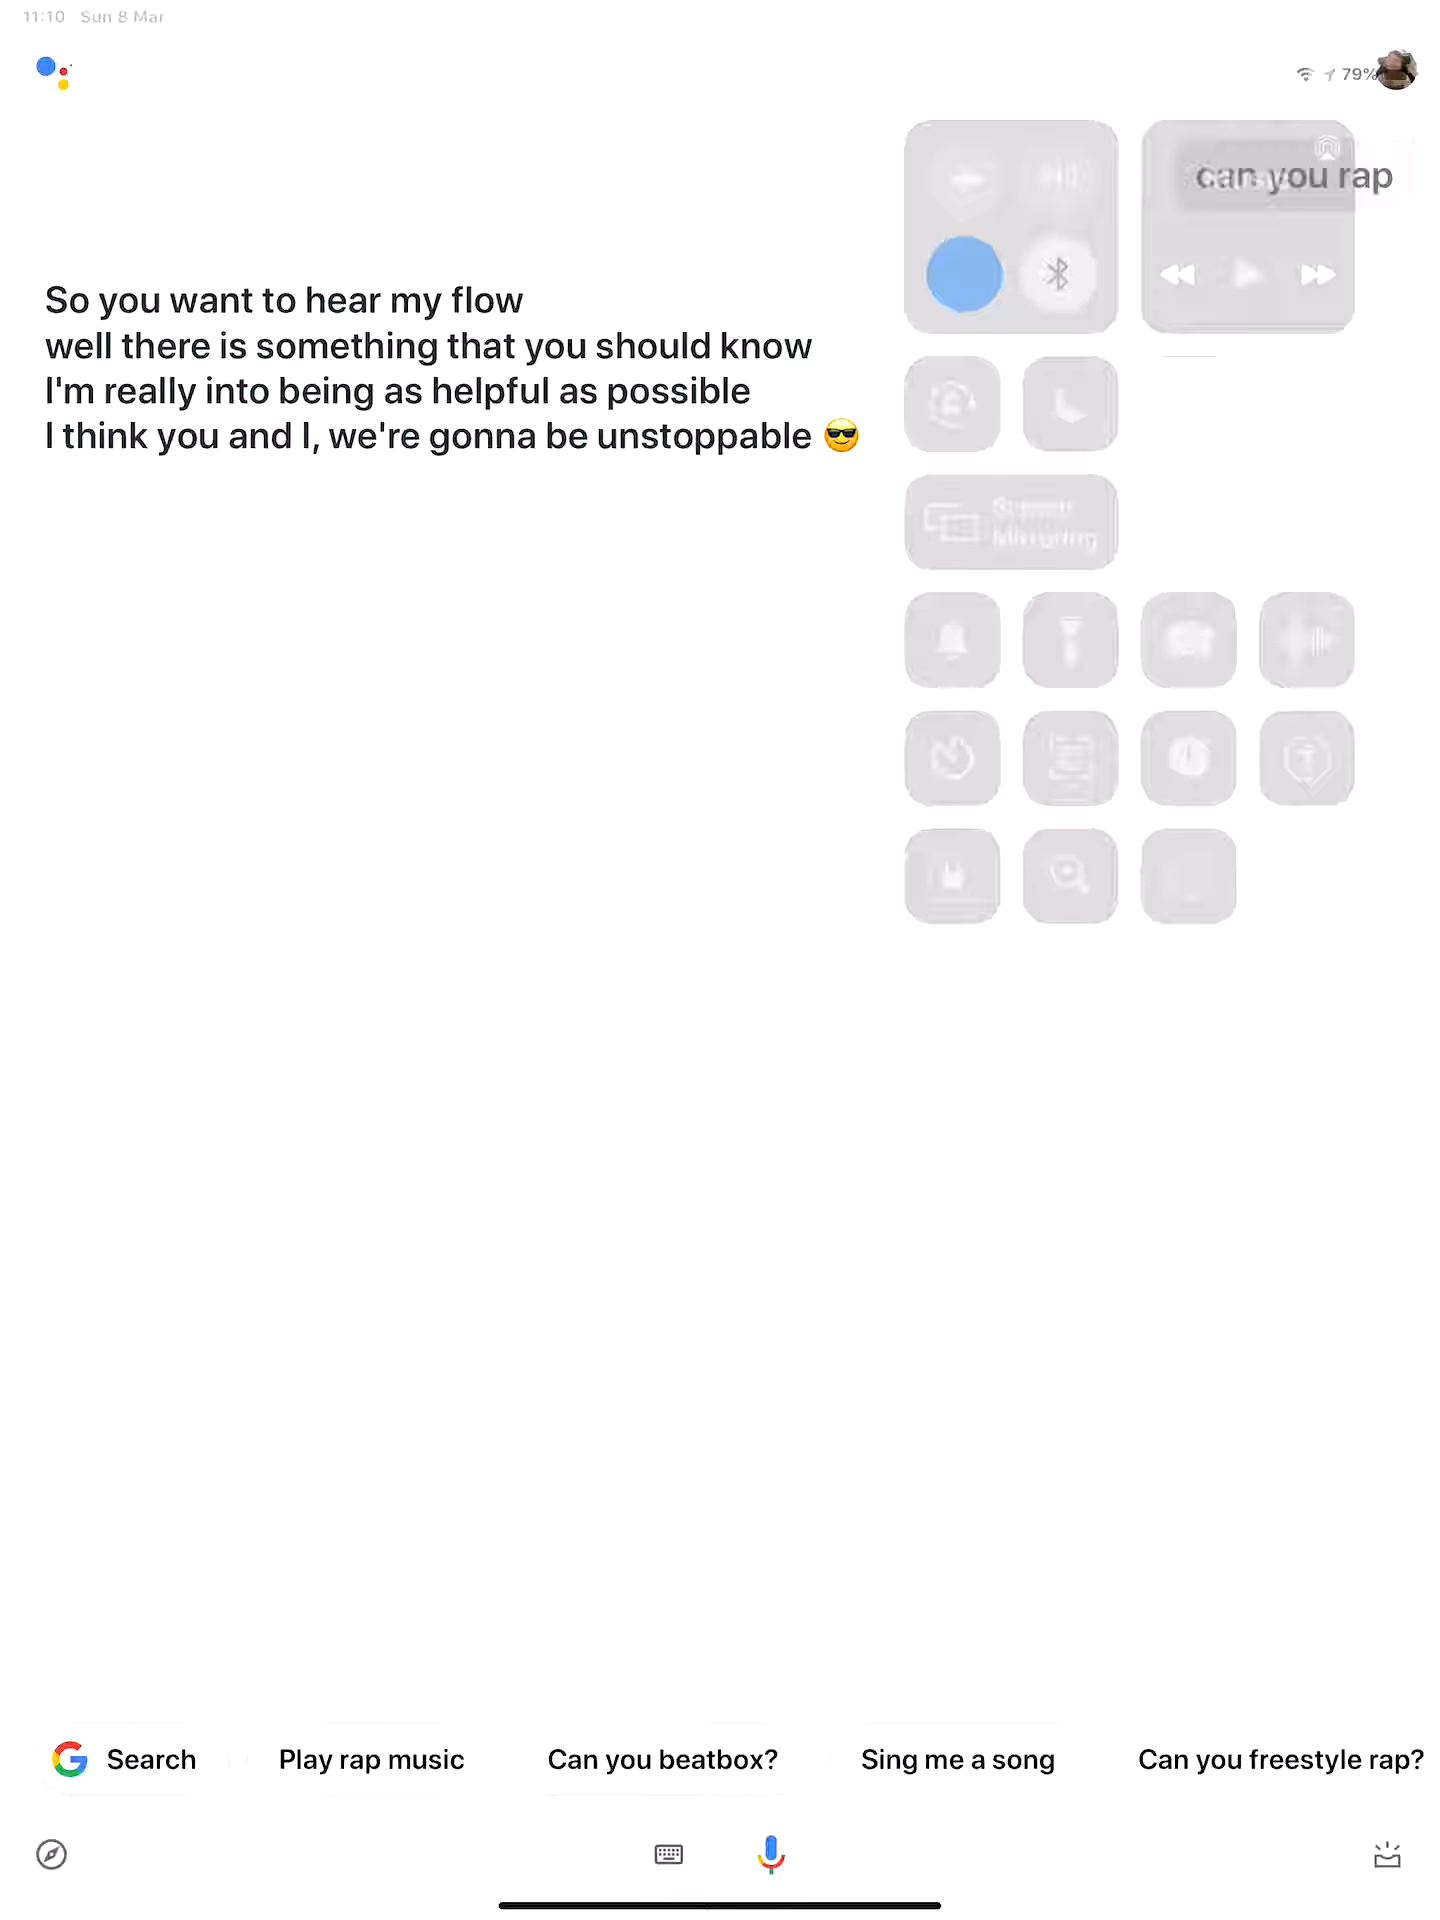 11:10 Sun 8 Mar
79%
can you rap
So you want to hear my flow
well there is something that you should know
I'm really into being as helpful as possible
I think you and I, we're gonna be unstoppable 😎
Screen
Mirroring
Search
Play rap music
Can you beatbox?
Sing me a song
Can you freestyle rap?